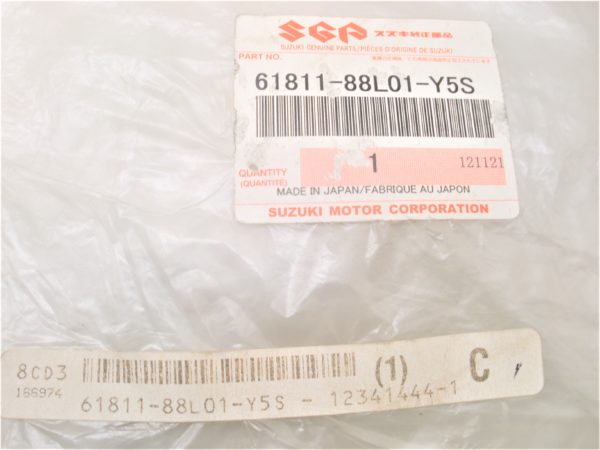 SGP スズキ純正部品
SUZUKI GENUINE PARTS/PIÈCES D'ORIGINE DE SUZUKI
PART NO.
61811-88L01-Y5S
QUANTITY
(QUANTITÉ)
1
121121
MADE IN JAPAN/FABRIQUE AU JAPON
SUZUKI MOTOR CORPORATION
8CD3
166974
(1) C
61811-88L01-Y5S - 12341444-1